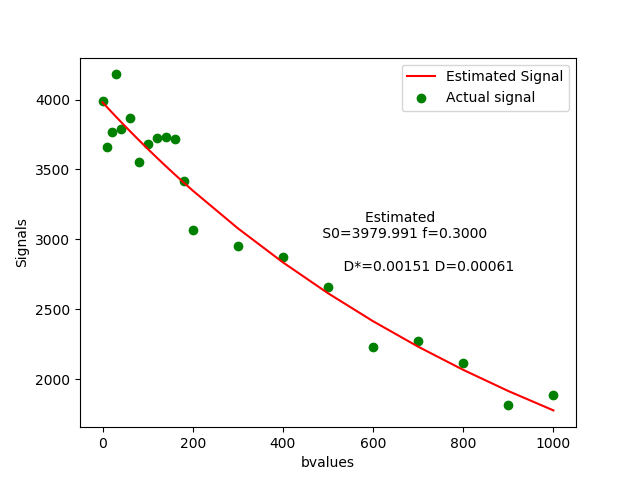 Estimated Signal
Actual signal
4000
3500
3000
2500
2000
Signals
Estimated
S0=3979.991 f=0.3000
D*=0.00151 D=0.00061
0 200 400 600 800 1000
bvalues